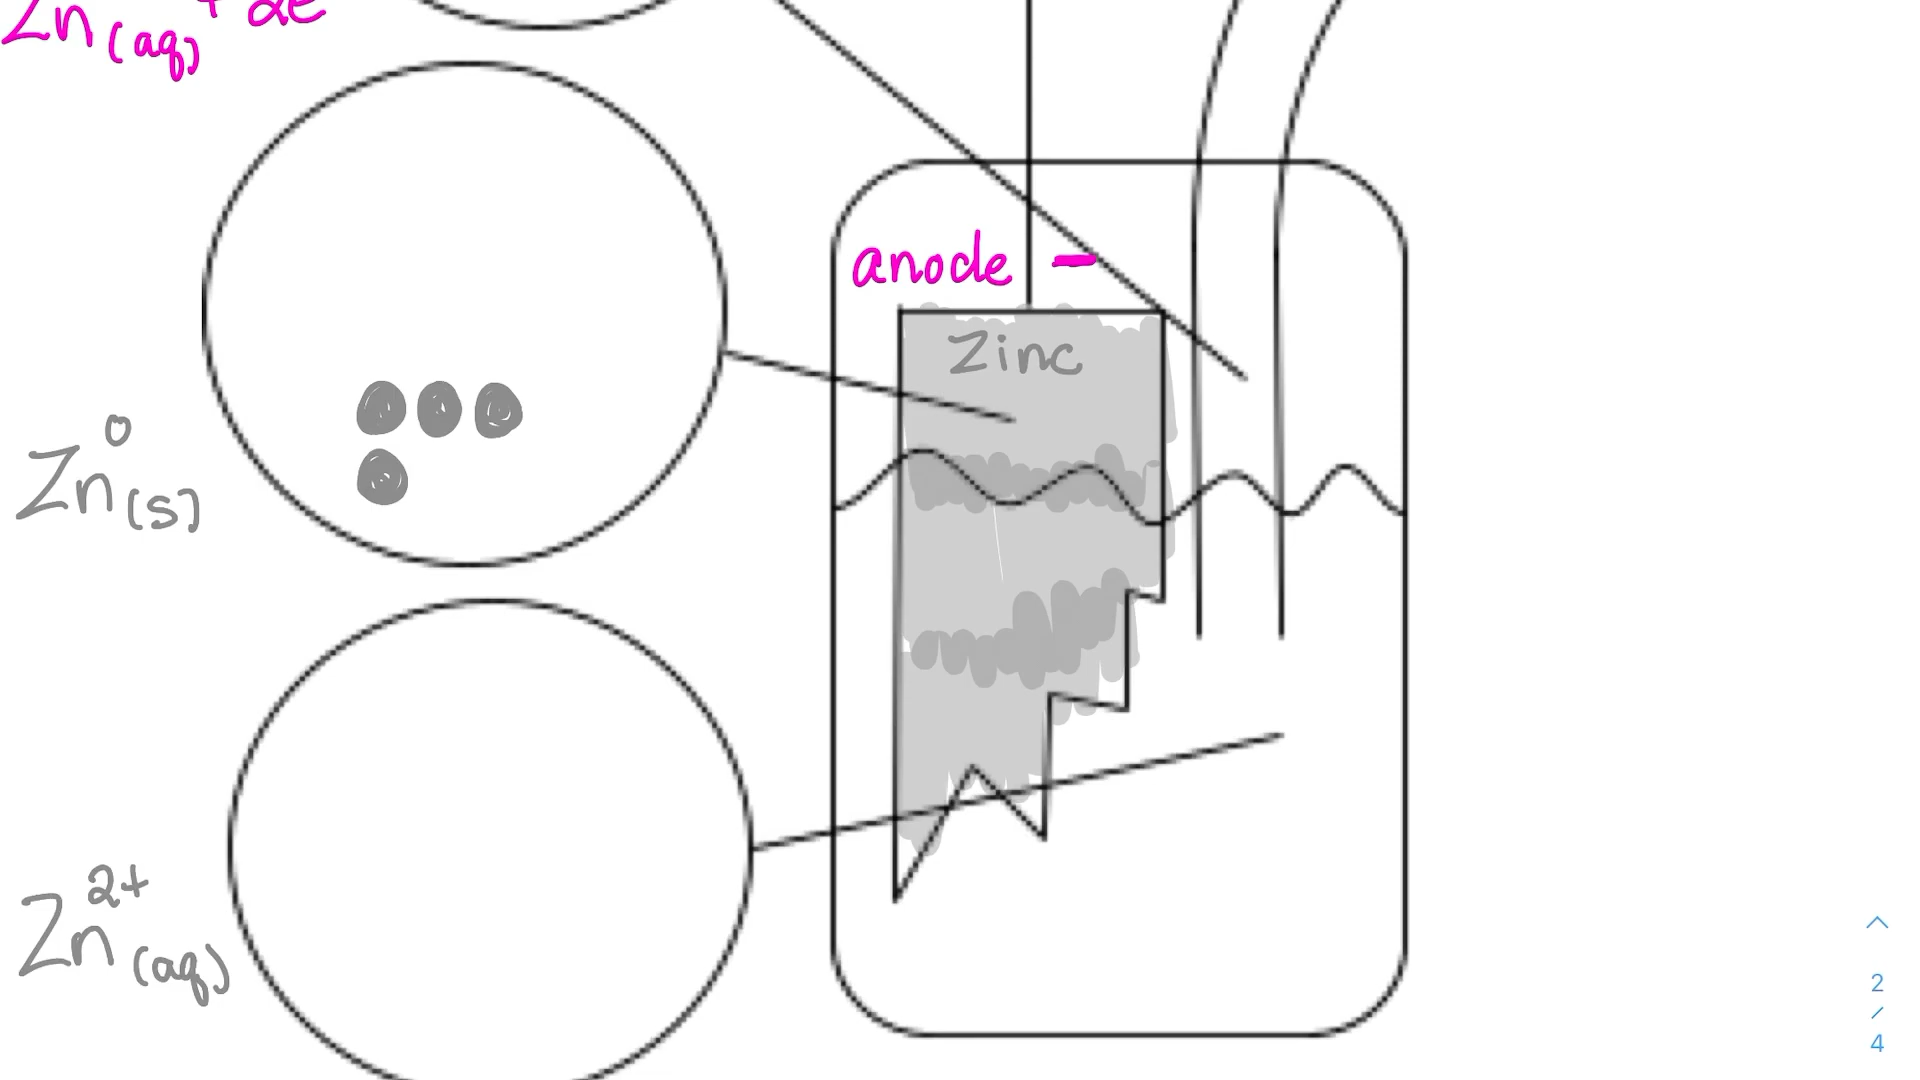 Zn(aq) + 2e
anode -
Zinc
Zn⁰(s)
Zn²⁺(aq)
2
/
4